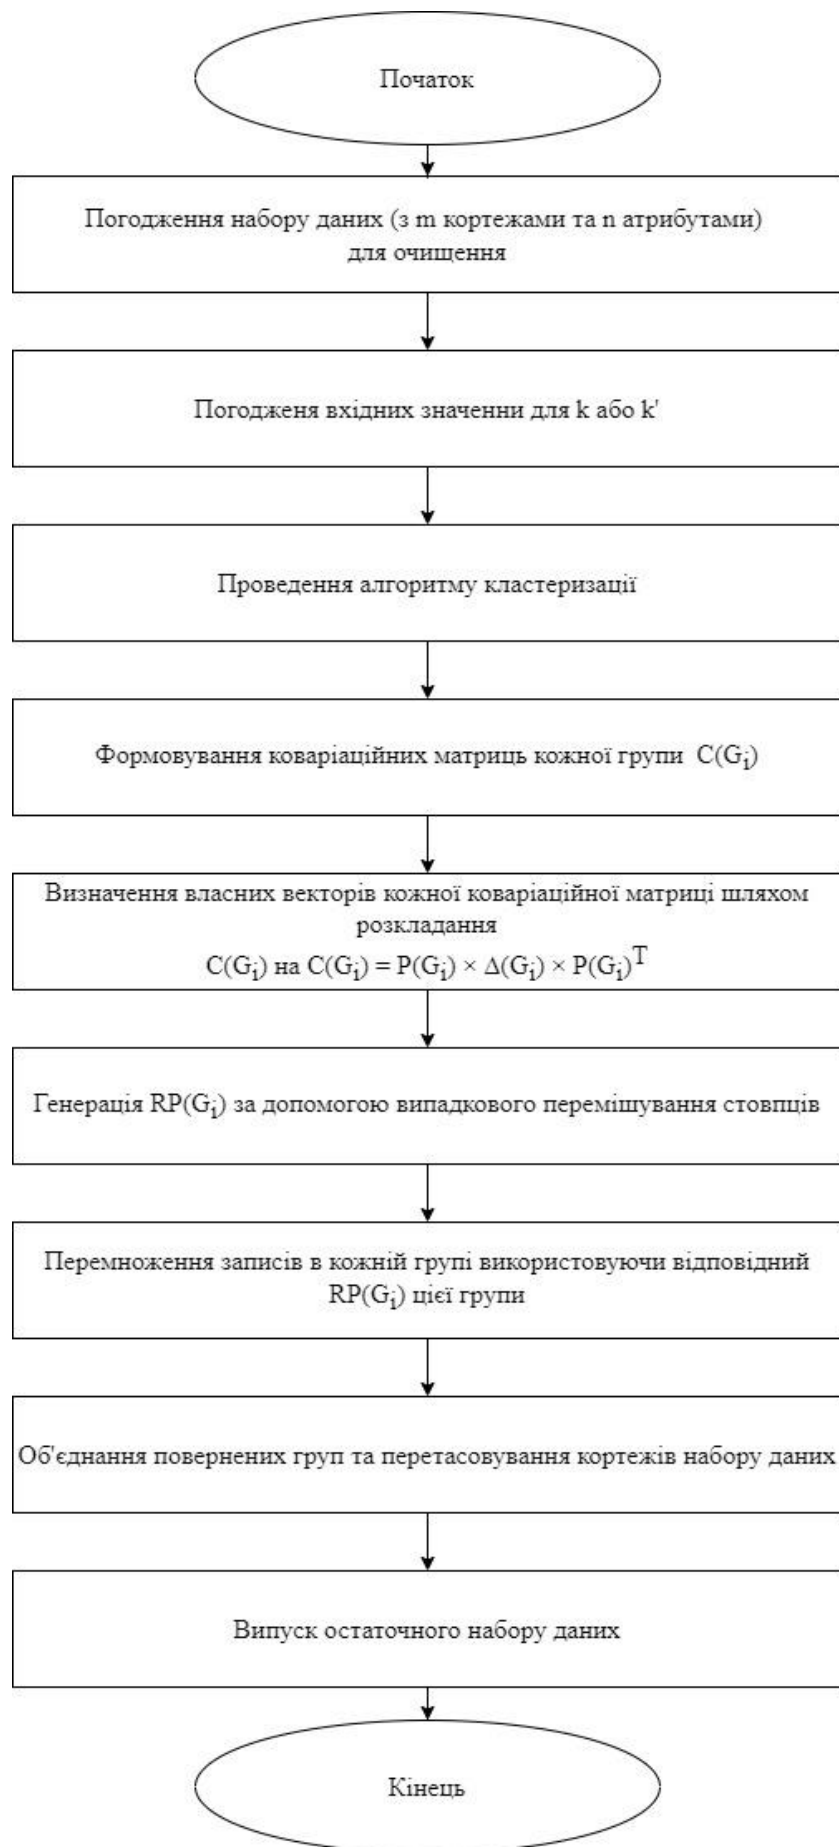 Початок
Погодження набору даних (з m кортежами та n атрибутами)
для очищення
Погодженя вхідних значенни для k або k'
Проведення алгоритму кластеризації
Формовування коваріаційних матриць кожної групи C(Gᵢ)
Визначення власних векторів кожної коваріаційної матриці шляхом
розкладання
C(Gᵢ) на C(Gᵢ) = P(Gᵢ) × Δ(Gᵢ) × P(Gᵢ)ᵀ
Генерація RP(Gᵢ) за допомогою випадкового перемішування стовпців
Перемноження записів в кожній групі використовуючи відповідний
RP(Gᵢ) цієї групи
Об'єднання повернених груп та перетасовування кортежів набору даних
Випуск остаточного набору даних
Кінець